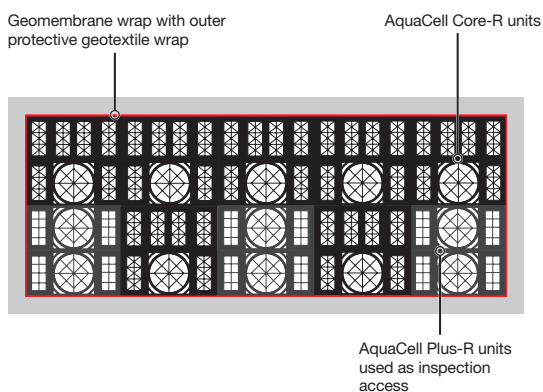 Geomembrane wrap with outer
protective geotextile wrap
AquaCell Core-R units
AquaCell Plus-R units
used as inspection
access